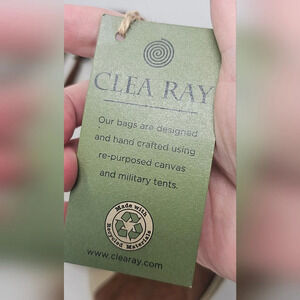 CLEA RAY
Our bags are designed
and hand crafted using
re-purposed canvas
and military tents.
Made with
Recycled Materials
www.clearay.com